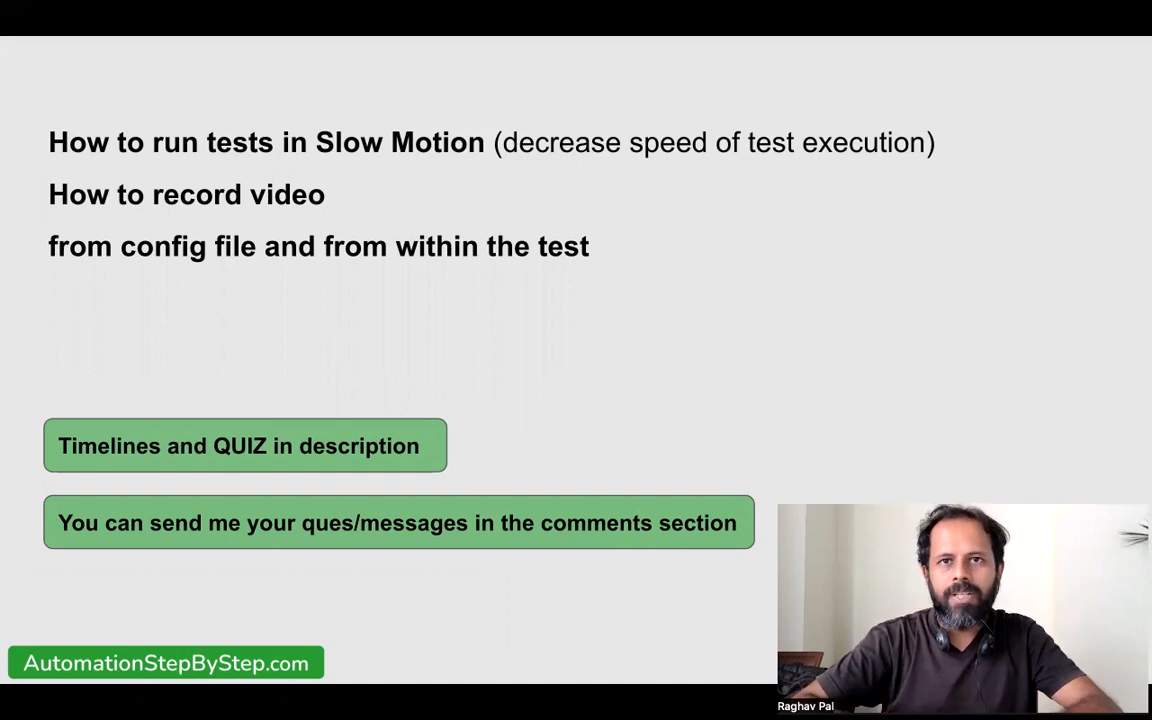 How to run tests in Slow Motion (decrease speed of test execution)
How to record video
from config file and from within the test
Timelines and QUIZ in description
You can send me your ques/messages in the comments section
AutomationStepByStep.com
Raghav Pal